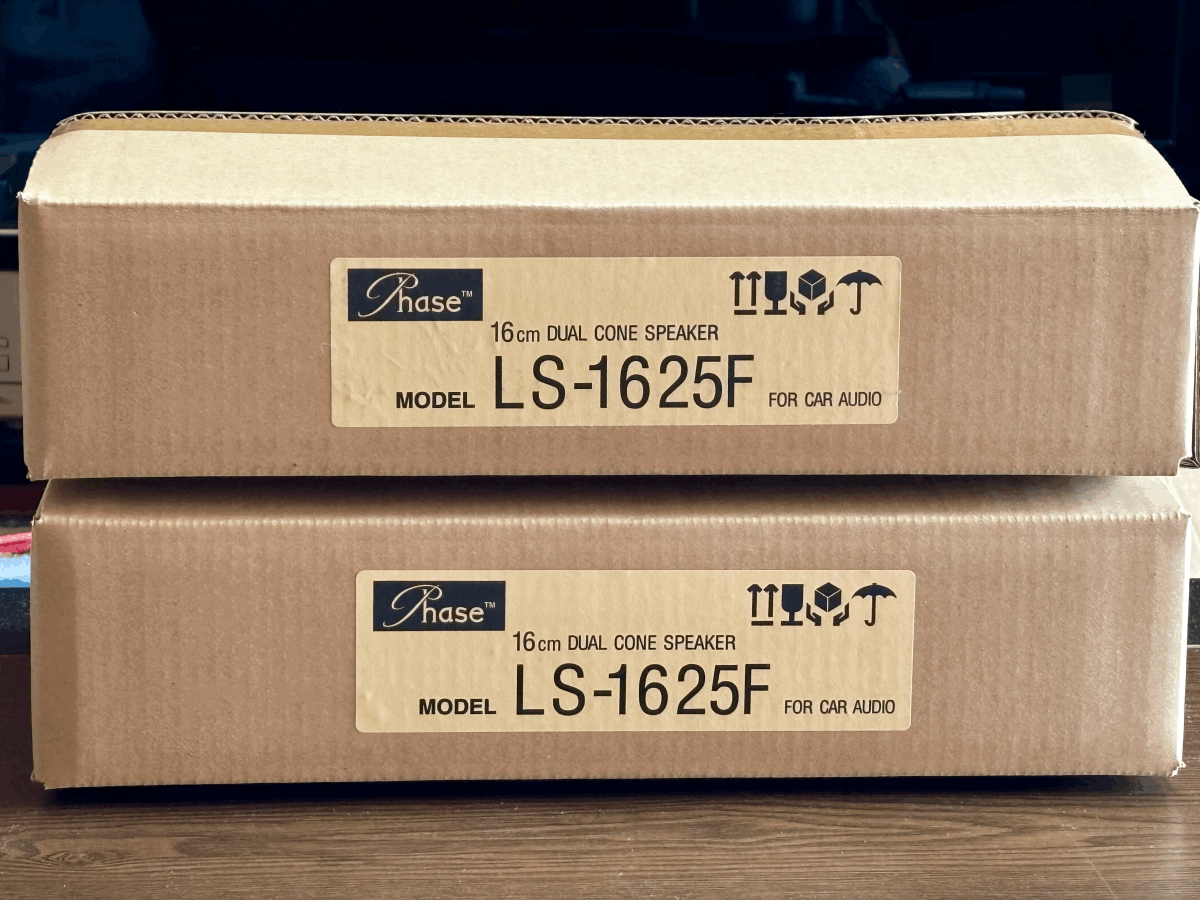 Phase™
16cm DUAL CONE SPEAKER
MODEL LS-1625F FOR CAR AUDIO
Phase™
16cm DUAL CONE SPEAKER
MODEL LS-1625F FOR CAR AUDIO